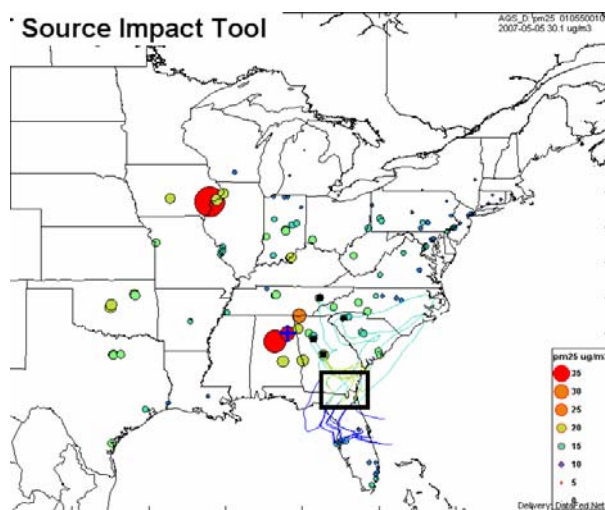 Source Impact Tool
AQS_D: pm25 010550010
2007-05-05 30.1 ug/m3
pm25 ug/m3
35
30
25
20
15
10
5
0
Delivery: DataFed.Net